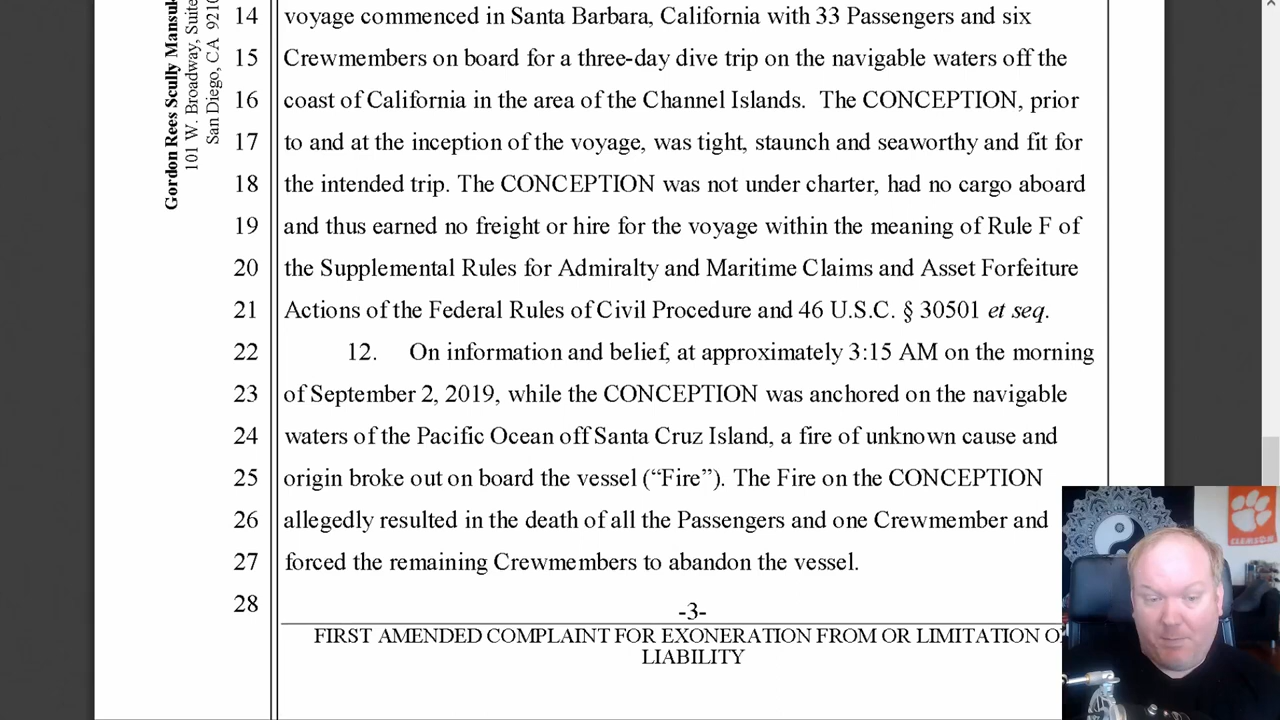 Gordon Rees Scully Mansuk
101 W. Broadway, Suite
San Diego, CA 9210
14 voyage commenced in Santa Barbara, California with 33 Passengers and six
15 Crewmembers on board for a three-day dive trip on the navigable waters off the
16 coast of California in the area of the Channel Islands. The CONCEPTION, prior
17 to and at the inception of the voyage, was tight, staunch and seaworthy and fit for
18 the intended trip. The CONCEPTION was not under charter, had no cargo aboard
19 and thus earned no freight or hire for the voyage within the meaning of Rule F of
20 the Supplemental Rules for Admiralty and Maritime Claims and Asset Forfeiture
21 Actions of the Federal Rules of Civil Procedure and 46 U.S.C. § 30501 et seq.
22 12. On information and belief, at approximately 3:15 AM on the morning
23 of September 2, 2019, while the CONCEPTION was anchored on the navigable
24 waters of the Pacific Ocean off Santa Cruz Island, a fire of unknown cause and
25 origin broke out on board the vessel (“Fire”). The Fire on the CONCEPTION
26 allegedly resulted in the death of all the Passengers and one Crewmember and
27 forced the remaining Crewmembers to abandon the vessel.
28
-3-
FIRST AMENDED COMPLAINT FOR EXONERATION FROM OR LIMITATION O
LIABILITY
CLEMSON